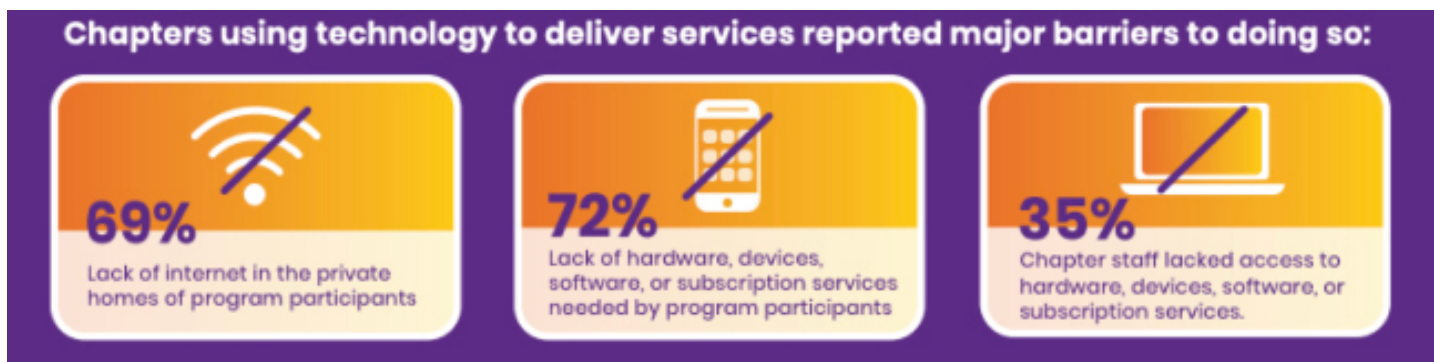 Chapters using technology to deliver services reported major barriers to doing so:
69%
Lack of internet in the private
homes of program participants
72%
Lack of hardware, devices,
software, or subscription services
needed by program participants
35%
Chapter staff lacked access to
hardware, devices, software, or
subscription services.